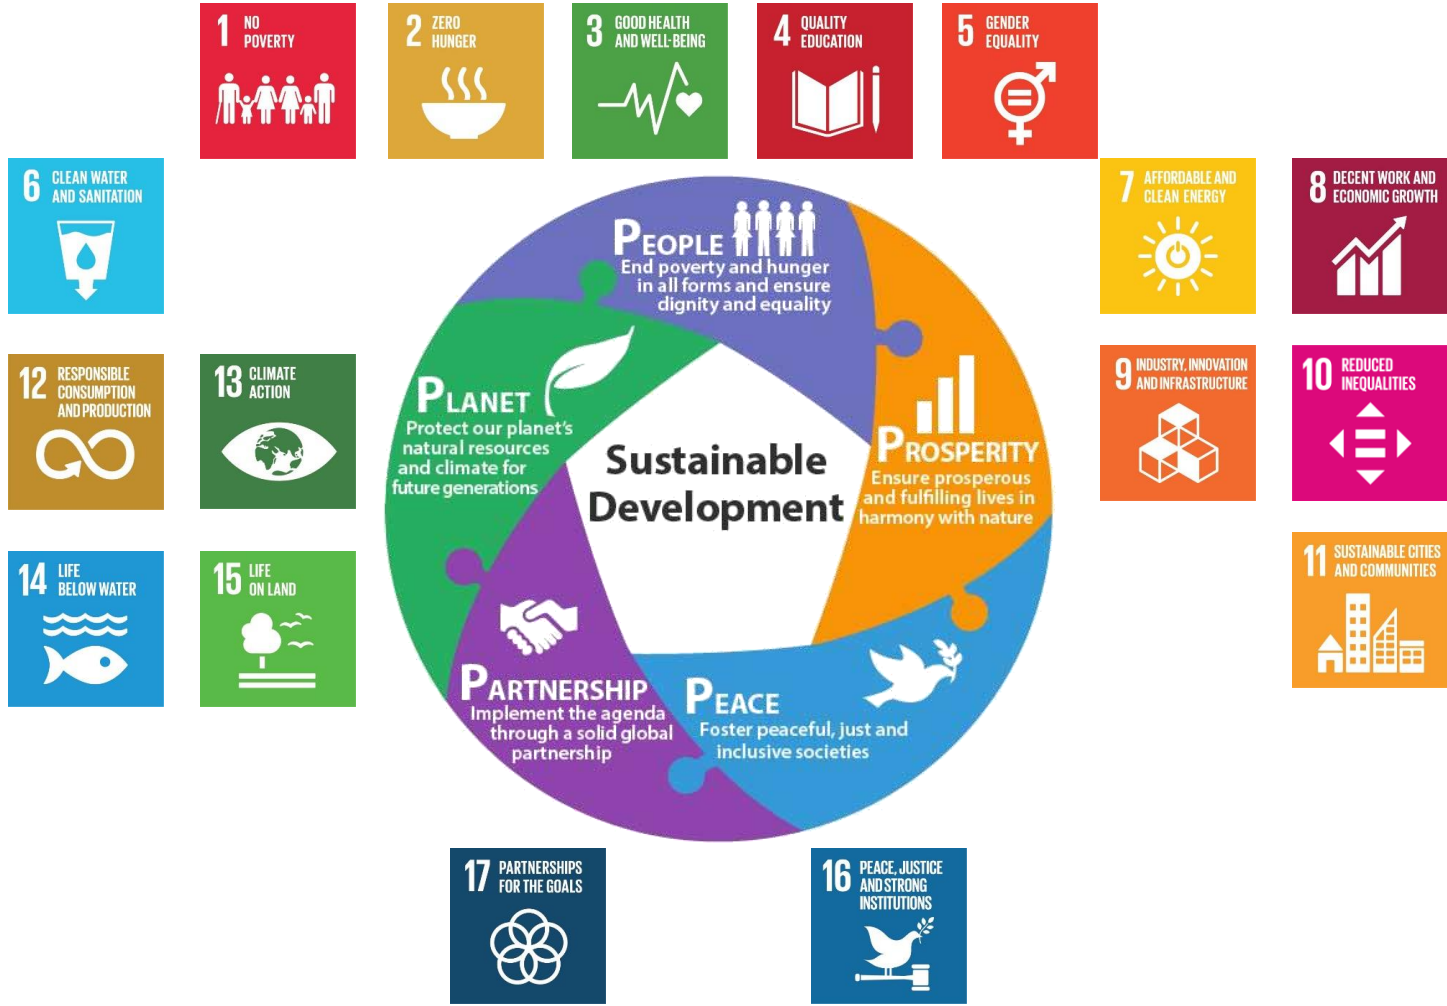 1 NO
POVERTY
2 ZERO
HUNGER
3 GOOD HEALTH
AND WELL-BEING
4 QUALITY
EDUCATION
5 GENDER
EQUALITY
6 CLEAN WATER
AND SANITATION
7 AFFORDABLE AND
CLEAN ENERGY
8 DECENT WORK AND
ECONOMIC GROWTH
PEOPLE
End poverty and hunger
in all forms and ensure
dignity and equality
12 RESPONSIBLE
CONSUMPTION
AND PRODUCTION
13 CLIMATE
ACTION
PLANET
Protect our planet's
natural resources
and climate for
future generations
Sustainable
Development
PROSPERITY
Ensure prosperous
and fulfilling lives in
harmony with nature
9 INDUSTRY, INNOVATION
AND INFRASTRUCTURE
10 REDUCED
INEQUALITIES
14 LIFE
BELOW WATER
15 LIFE
ON LAND
11 SUSTAINABLE CITIES
AND COMMUNITIES
PARTNERSHIP
Implement the agenda
through a solid global
partnership
PEACE
Foster peaceful, just and
inclusive societies
17 PARTNERSHIPS
FOR THE GOALS
16 PEACE, JUSTICE
AND STRONG
INSTITUTIONS